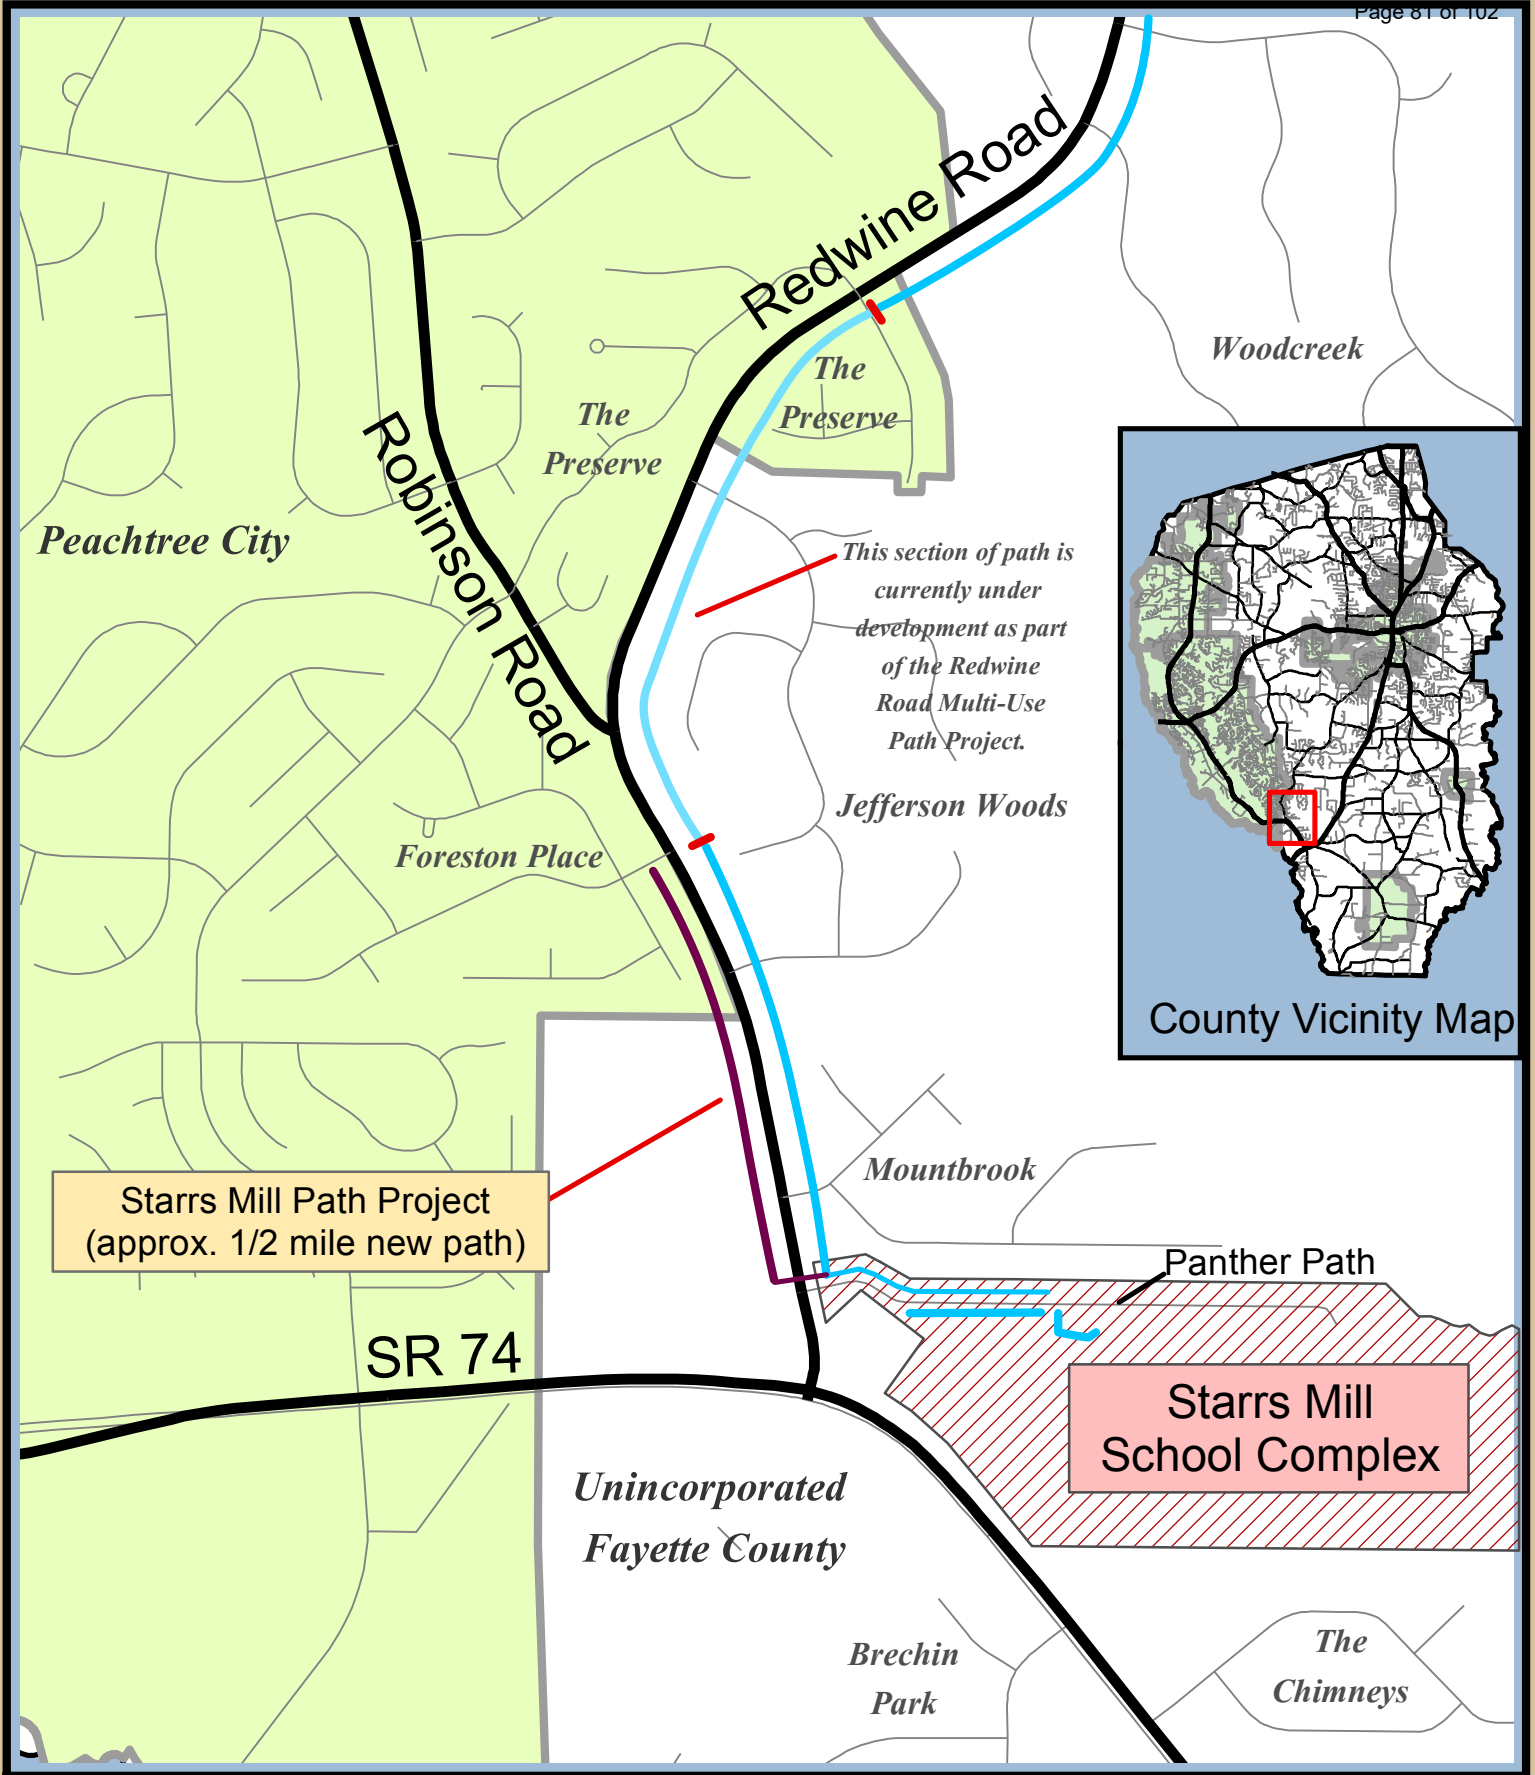 Page 81 of 102
Redwine Road
Woodcreek
The
Preserve
The
Preserve
Robinson Road
Peachtree City
This section of path is
currently under
development as part
of the Redwine
Road Multi-Use
Path Project.
Jefferson Woods
Foreston Place
County Vicinity Map
Mountbrook
Starrs Mill Path Project
(approx. 1/2 mile new path)
Panther Path
SR 74
Starrs Mill
School Complex
Unincorporated
Fayette County
Brechin
Park
The
Chimneys